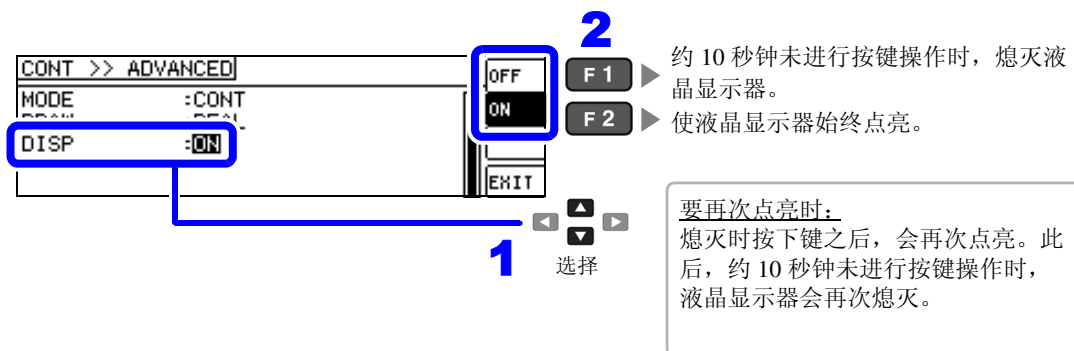 CONT >> ADVANCED
MODE :CONT
DISP :ON
OFF
ON
EXIT
2
F 1
约 10 秒钟未进行按键操作时，熄灭液
晶显示器。
F 2
使液晶显示器始终点亮。
1
选择
要再次点亮时：
熄灭时按下键之后，会再次点亮。此
后，约 10 秒钟未进行按键操作时，
液晶显示器会再次熄灭。